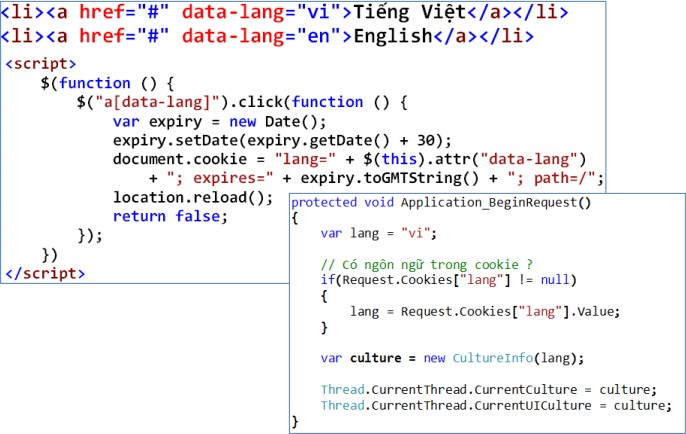 <li><a href="#" data-lang="vi">Tiếng Việt</a></li>
<li><a href="#" data-lang="en">English</a></li>
<script>
    $(function () {
        $("a[data-lang]").click(function () {
            var expiry = new Date();
            expiry.setDate(expiry.getDate() + 30);
            document.cookie = "lang=" + $(this).attr("data-lang")
                + "; expires=" + expiry.toGMTString() + "; path=/";
            location.reload();
            return false;
        });
    })
</script>
protected void Application_BeginRequest()
{
    var lang = "vi";

    // Có ngôn ngữ trong cookie ?
    if(Request.Cookies["lang"] != null)
    {
        lang = Request.Cookies["lang"].Value;
    }

    var culture = new CultureInfo(lang);

    Thread.CurrentThread.CurrentCulture = culture;
    Thread.CurrentThread.CurrentUICulture = culture;
}